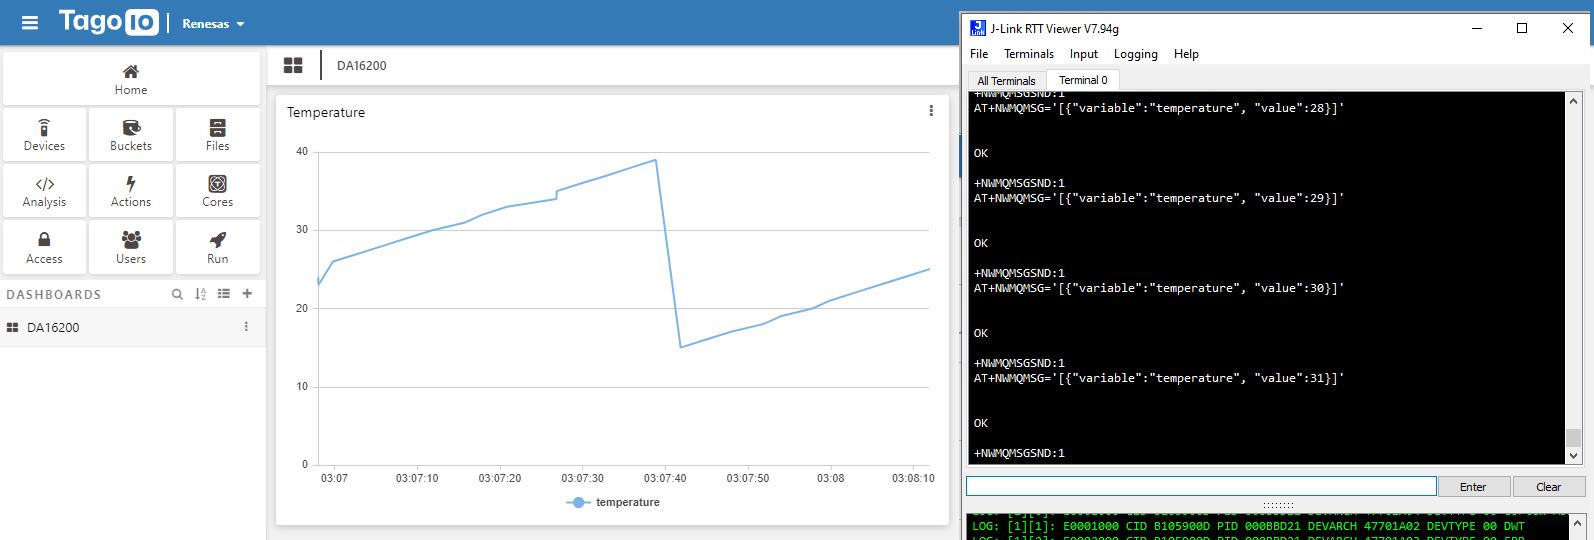 Tago IO
Renesas
Home
Devices
Buckets
Files
Analysis
Actions
Cores
Access
Users
Run
DASHBOARDS
DA16200
DA16200
Temperature
40
30
20
10
0
03:07
03:07:10
03:07:20
03:07:30
03:07:40
03:07:50
03:08
03:08:10
temperature
J-Link RTT Viewer V7.94g
File Terminals Input Logging Help
All Terminals Terminal 0
+NWMQMSGSND:1
AT+NWMQMSG='[{"variable":"temperature", "value":28}]'
OK
+NWMQMSGSND:1
AT+NWMQMSG='[{"variable":"temperature", "value":29}]'
OK
+NWMQMSGSND:1
AT+NWMQMSG='[{"variable":"temperature", "value":30}]'
OK
+NWMQMSGSND:1
AT+NWMQMSG='[{"variable":"temperature", "value":31}]'
OK
+NWMQMSGSND:1
Enter Clear
LOG: [1][1]: E0001000 CID B105900D PID 000BBD21 DEVARCH 47701A02 DEVTYPE 00 DWT